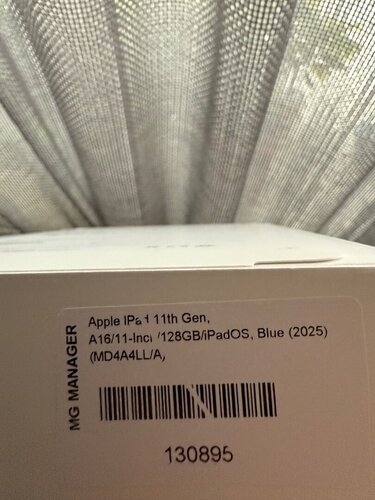 MG MANAGER
Apple IPad 11th Gen,
A16/11-Inch/128GB/iPadOS, Blue (2025)
(MD4A4LL/A)
130895